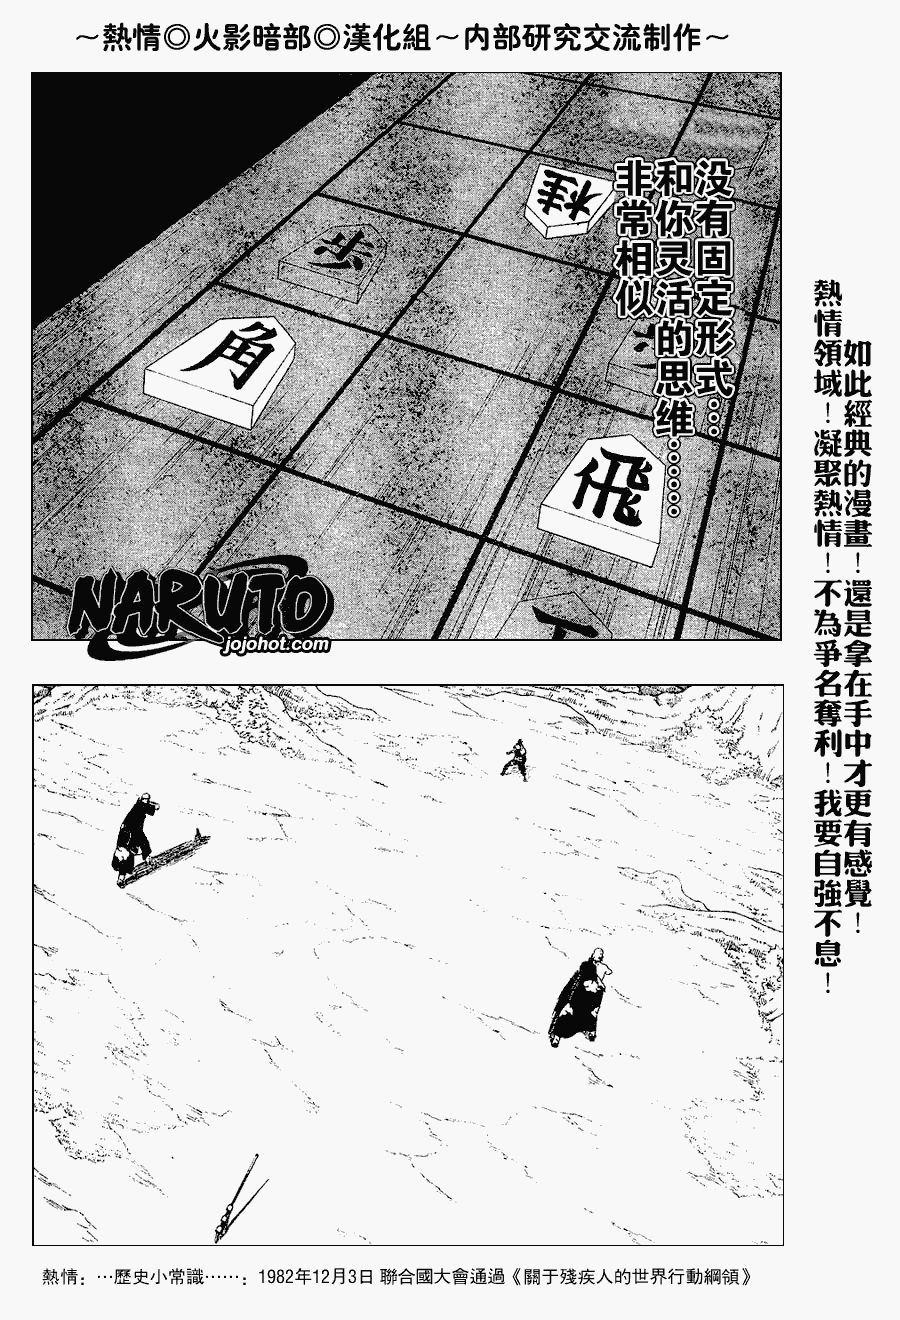 ～熱情◎火影暗部◎漢化組～内部研究交流制作～
没有固定形式……
和你灵活的思维……
非常相似
桂
歩
角
飛
NARUTO
jojohot.com
如此經典的漫畫！還是拿在手中才更有感覺！
熱情領域！凝聚熱情！不為爭名奪利！我要自強不息！
熱情：…歷史小常識……：1982年12月3日 聯合國大會通過《關于殘疾人的世界行動綱領》